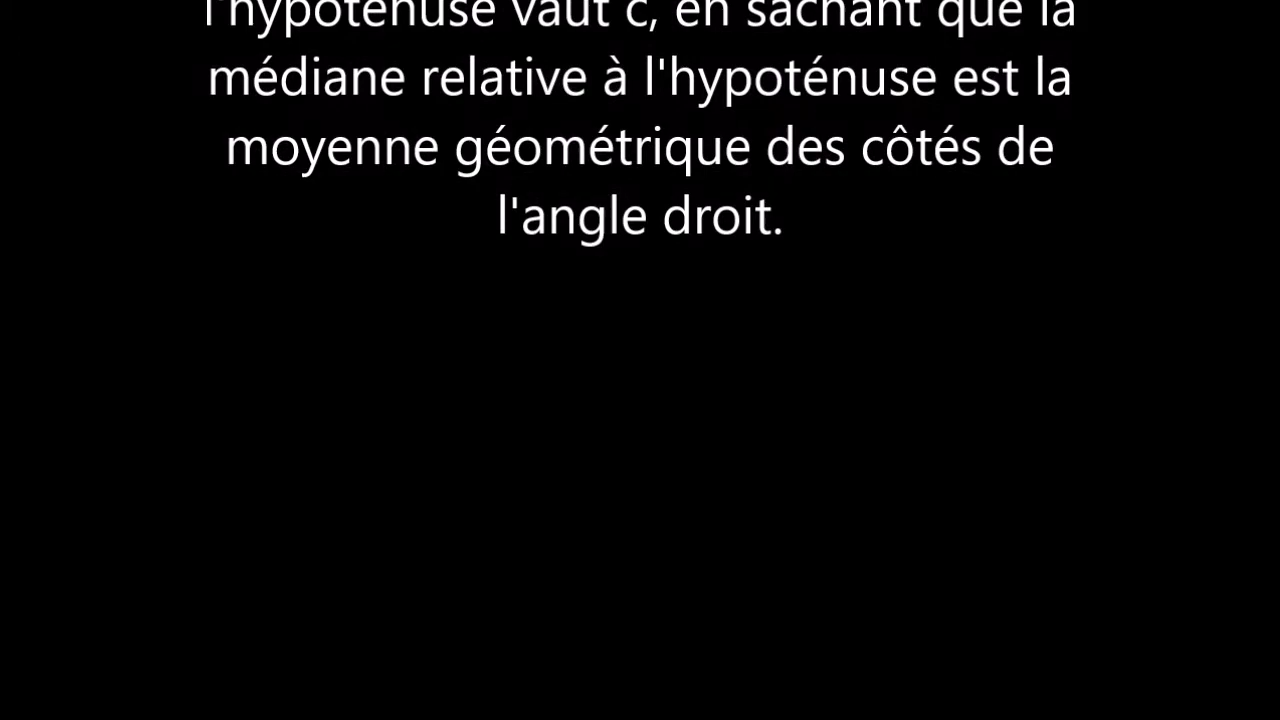 l'hypoténuse vaut c, en sachant que la
médiane relative à l'hypoténuse est la
moyenne géométrique des côtés de
l'angle droit.